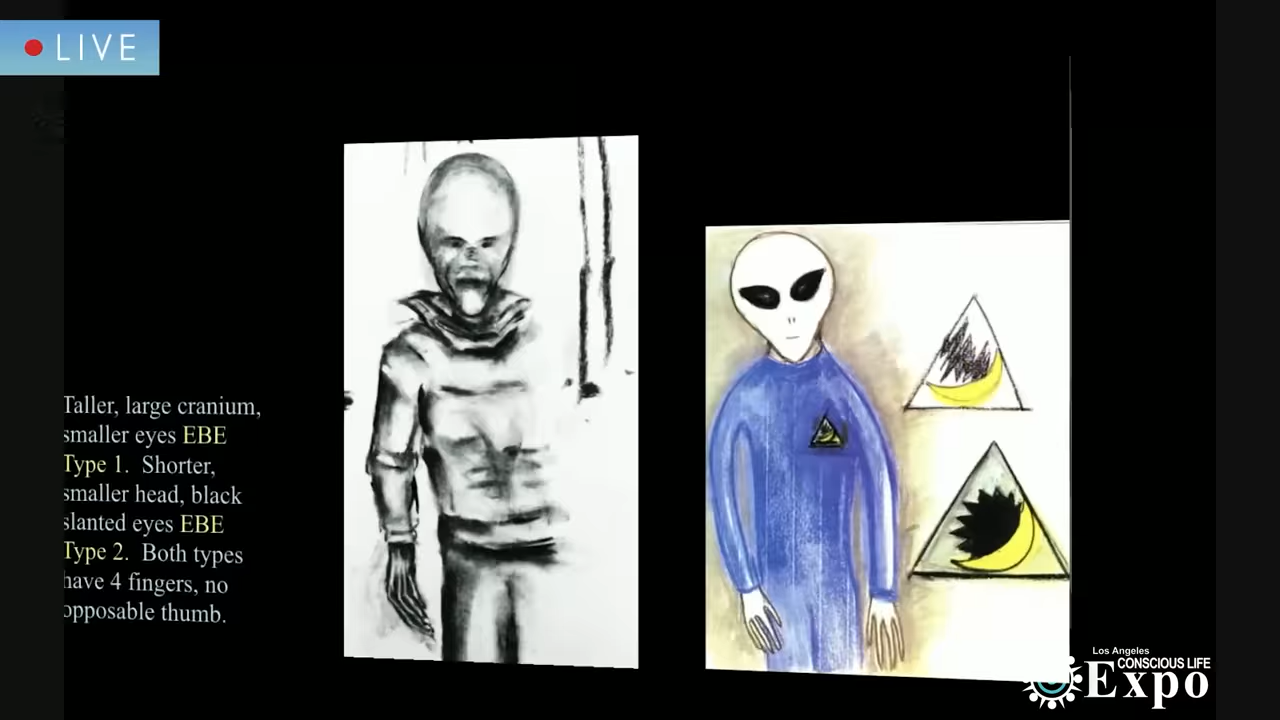 LIVE
Taller, large cranium,
smaller eyes EBE
Type 1. Shorter,
smaller head, black
slanted eyes EBE
Type 2. Both types
have 4 fingers, no
opposable thumb.
Los Angeles
CONSCIOUS LIFE
Expo